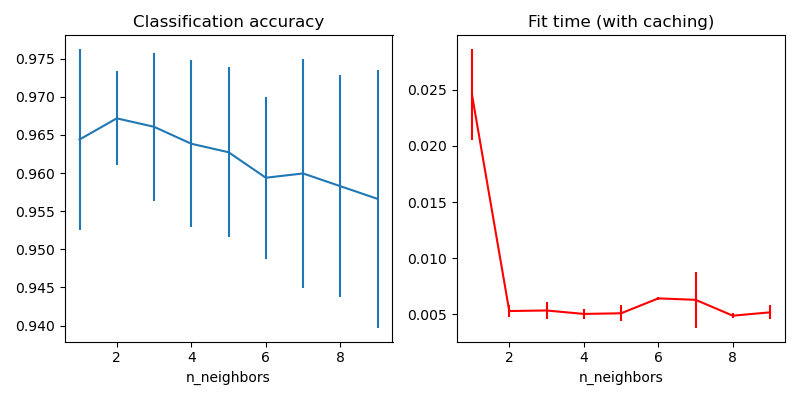 Classification accuracy
0.975
0.970
0.965
0.960
0.955
0.950
0.945
0.940
2 4 6 8
n_neighbors
Fit time (with caching)
0.025
0.020
0.015
0.010
0.005
2 4 6 8
n_neighbors